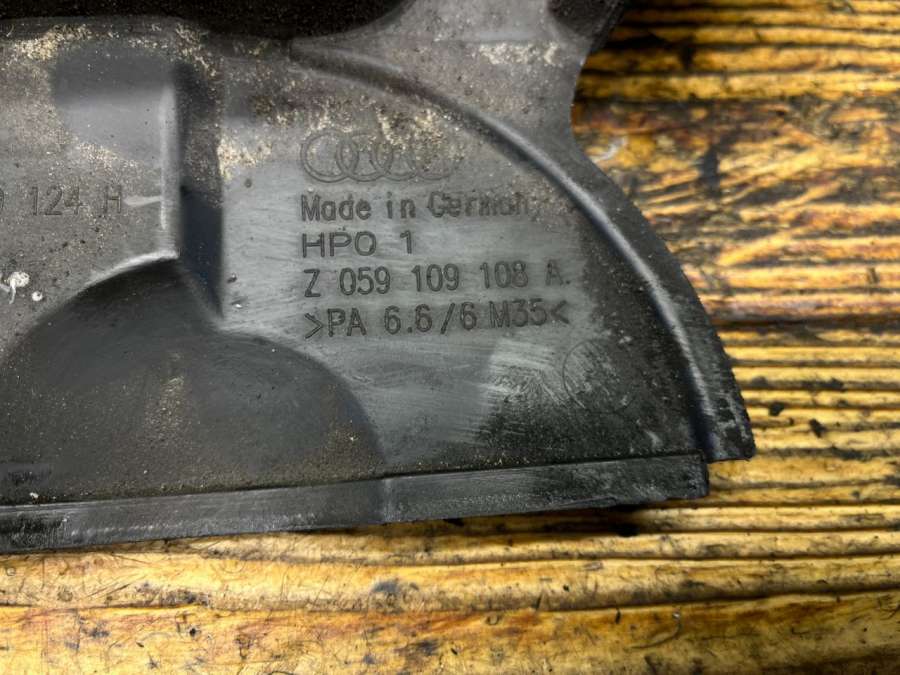 124 H
Made in Germany
HPO 1
Z 059 109 108 A.
>PA 6.6/6 M35<